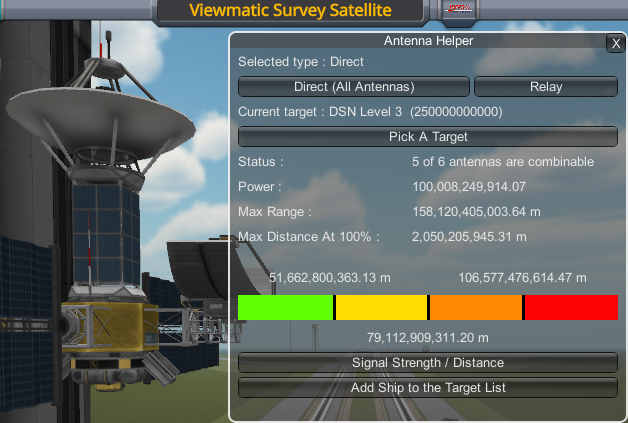 Viewmatic Survey Satellite
Antenna Helper
X
Selected type : Direct
Direct (All Antennas) Relay
Current target : DSN Level 3 (250000000000)
Pick A Target
Status : 5 of 6 antennas are combinable
Power : 100,008,249,914.07
Max Range : 158,120,405,003.64 m
Max Distance At 100% : 2,050,205,945.31 m
51,662,800,363.13 m 106,577,476,614.47 m
79,112,909,311.20 m
Signal Strength / Distance
Add Ship to the Target List